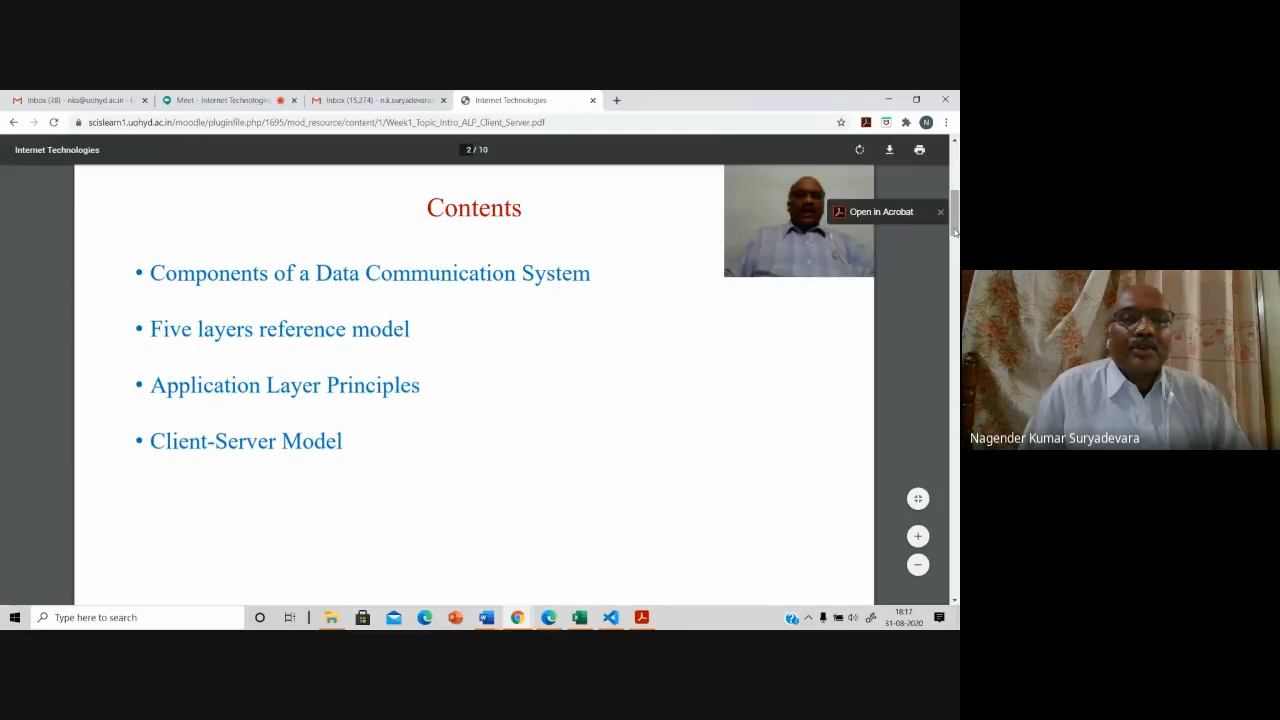 Inbox (38) - nks@uohyd.ac.in - U
Meet - Internet Technologies
Inbox (15,274) - n.k.suryadevara
Internet Technologies
scislearn1.uohyd.ac.in/moodle/pluginfile.php/1695/mod_resource/content/1/Week1_Topic_Intro_ALP_Client_Server.pdf
N
Internet Technologies
2 / 10
Open in Acrobat
Contents
• Components of a Data Communication System
• Five layers reference model
• Application Layer Principles
• Client-Server Model
Nagender Kumar Suryadevara
Type here to search
18:17
31-08-2020